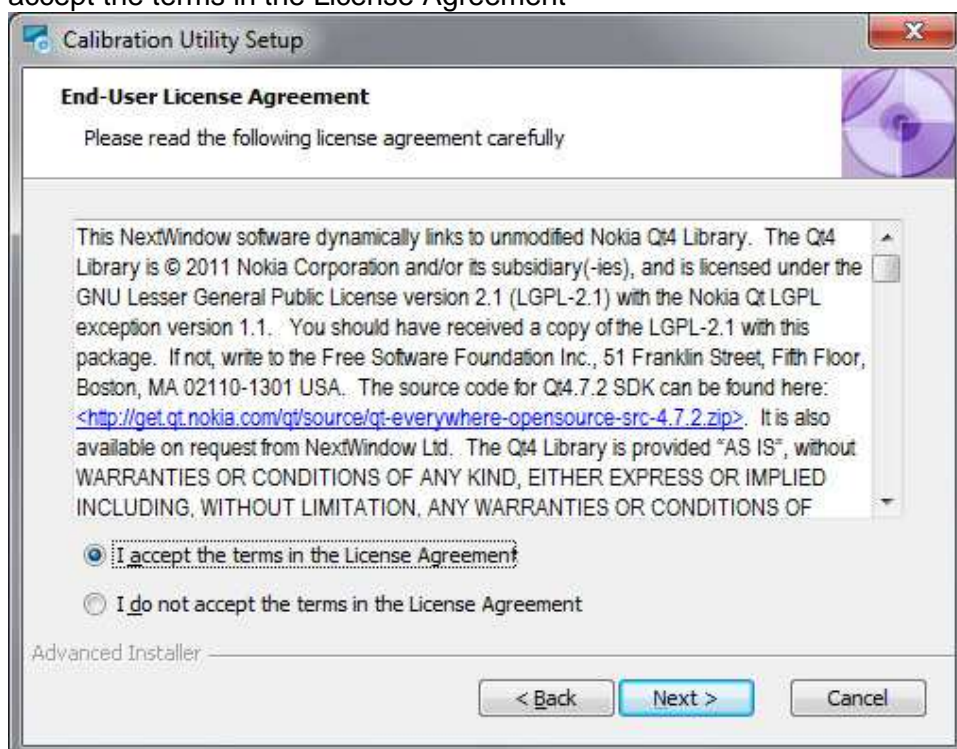 accept the terms in the License Agreement
Calibration Utility Setup
End-User License Agreement
Please read the following license agreement carefully
This NextWindow software dynamically links to unmodified Nokia Qt4 Library. The Qt4
Library is © 2011 Nokia Corporation and/or its subsidiary(-ies), and is licensed under the
GNU Lesser General Public License version 2.1 (LGPL-2.1) with the Nokia Qt LGPL
exception version 1.1. You should have received a copy of the LGPL-2.1 with this
package. If not, write to the Free Software Foundation Inc., 51 Franklin Street, Fifth Floor,
Boston, MA 02110-1301 USA. The source code for Qt4.7.2 SDK can be found here:
<http://get.qt.nokia.com/qt/source/qt-everywhere-opensource-src-4.7.2.zip>. It is also
available on request from NextWindow Ltd. The Qt4 Library is provided "AS IS", without
WARRANTIES OR CONDITIONS OF ANY KIND, EITHER EXPRESS OR IMPLIED
INCLUDING, WITHOUT LIMITATION, ANY WARRANTIES OR CONDITIONS OF
I accept the terms in the License Agreement
I do not accept the terms in the License Agreement
Advanced Installer
< Back Next > Cancel